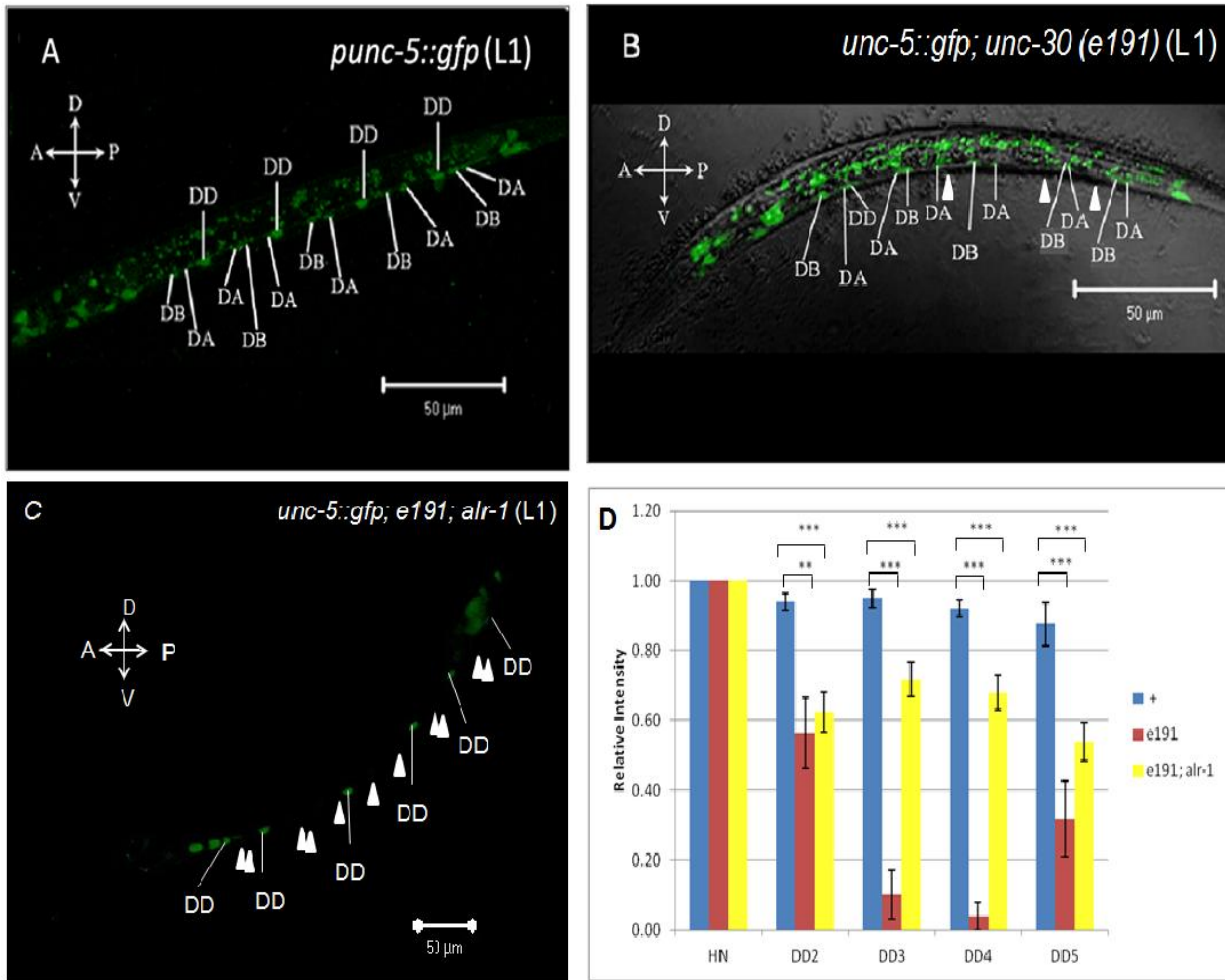 A
punc-5::gfp (L1)
D
A P
V
DD
DD
DD
DD
DB
DA
DA
DB
DA
DB
DA
DB
DA
DB
DA
50 µm
B
unc-5::gfp; unc-30 (e191) (L1)
D
A P
V
DB
DA
DD
DA
DB
DA
DB
DA
DB
DA
DB
DA
50 µm
C
unc-5::gfp; e191; alr-1 (L1)
D
A P
V
DD
DD
DD
DD
DD
DD
50 µm
D
Relative Intensity
1.20
1.00
0.80
0.60
0.40
0.20
0.00
***
**
***
***
***
***
***
***
HN DD2 DD3 DD4 DD5
+
e191
e191; alr-1